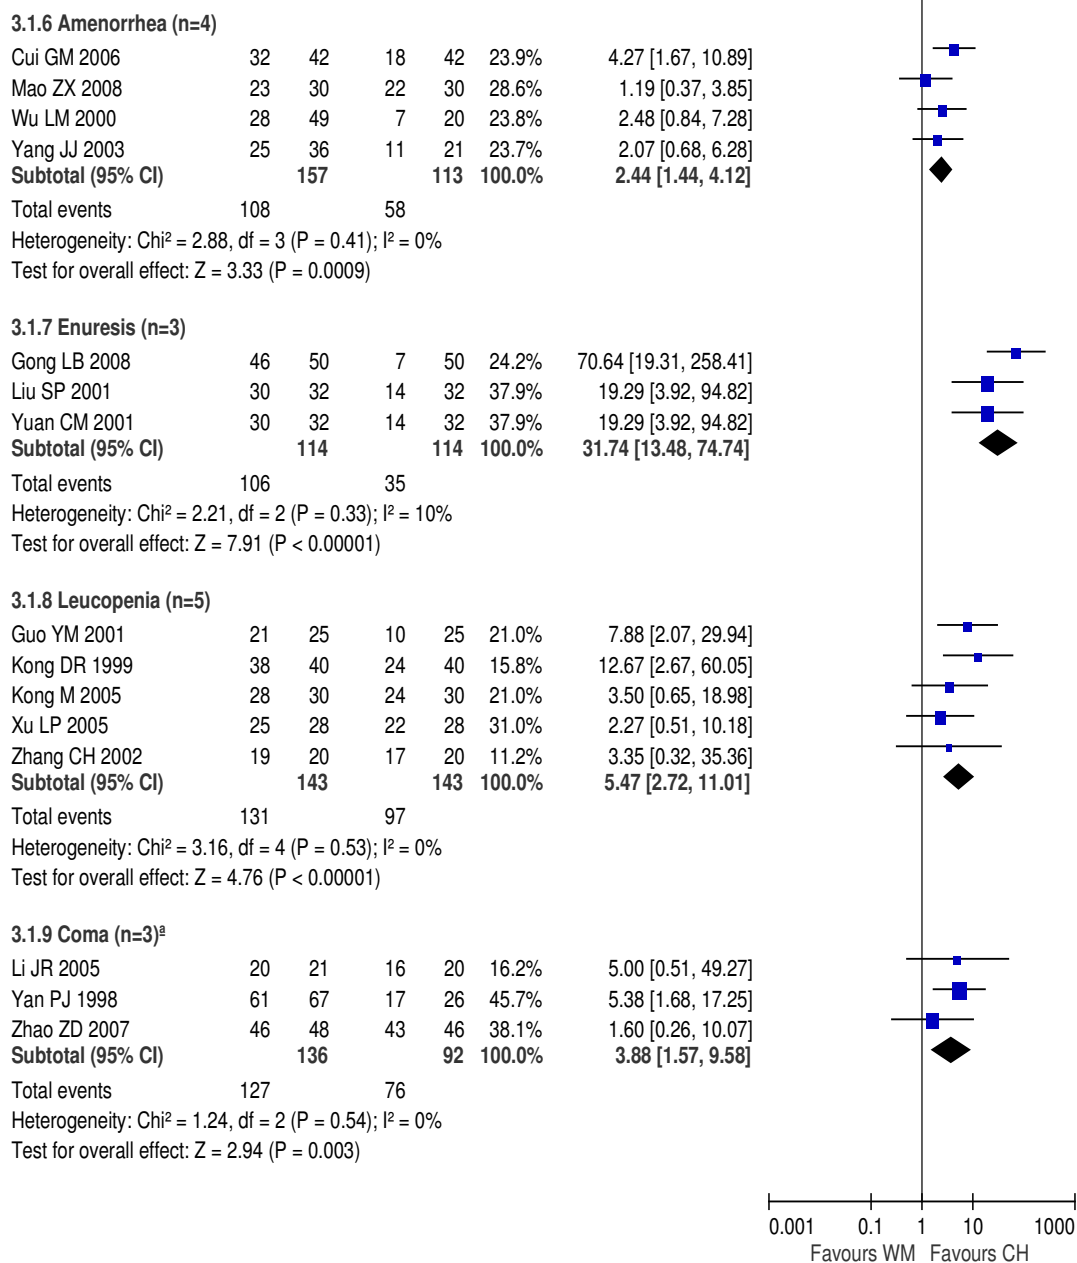 3.1.6 Amenorrhea (n=4)
Cui GM 2006 32 42 18 42 23.9% 4.27 [1.67, 10.89]
Mao ZX 2008 23 30 22 30 28.6% 1.19 [0.37, 3.85]
Wu LM 2000 28 49 7 20 23.8% 2.48 [0.84, 7.28]
Yang JJ 2003 25 36 11 21 23.7% 2.07 [0.68, 6.28]
Subtotal (95% CI) 157 113 100.0% 2.44 [1.44, 4.12]
Total events 108 58
Heterogeneity: Chi² = 2.88, df = 3 (P = 0.41); I² = 0%
Test for overall effect: Z = 3.33 (P = 0.0009)
3.1.7 Enuresis (n=3)
Gong LB 2008 46 50 7 50 24.2% 70.64 [19.31, 258.41]
Liu SP 2001 30 32 14 32 37.9% 19.29 [3.92, 94.82]
Yuan CM 2001 30 32 14 32 37.9% 19.29 [3.92, 94.82]
Subtotal (95% CI) 114 114 100.0% 31.74 [13.48, 74.74]
Total events 106 35
Heterogeneity: Chi² = 2.21, df = 2 (P = 0.33); I² = 10%
Test for overall effect: Z = 7.91 (P < 0.00001)
3.1.8 Leucopenia (n=5)
Guo YM 2001 21 25 10 25 21.0% 7.88 [2.07, 29.94]
Kong DR 1999 38 40 24 40 15.8% 12.67 [2.67, 60.05]
Kong M 2005 28 30 24 30 21.0% 3.50 [0.65, 18.98]
Xu LP 2005 25 28 22 28 31.0% 2.27 [0.51, 10.18]
Zhang CH 2002 19 20 17 20 11.2% 3.35 [0.32, 35.36]
Subtotal (95% CI) 143 143 100.0% 5.47 [2.72, 11.01]
Total events 131 97
Heterogeneity: Chi² = 3.16, df = 4 (P = 0.53); I² = 0%
Test for overall effect: Z = 4.76 (P < 0.00001)
3.1.9 Coma (n=3)ª
Li JR 2005 20 21 16 20 16.2% 5.00 [0.51, 49.27]
Yan PJ 1998 61 67 17 26 45.7% 5.38 [1.68, 17.25]
Zhao ZD 2007 46 48 43 46 38.1% 1.60 [0.26, 10.07]
Subtotal (95% CI) 136 92 100.0% 3.88 [1.57, 9.58]
Total events 127 76
Heterogeneity: Chi² = 1.24, df = 2 (P = 0.54); I² = 0%
Test for overall effect: Z = 2.94 (P = 0.003)
0.001 0.1 1 10 1000
Favours WM Favours CH